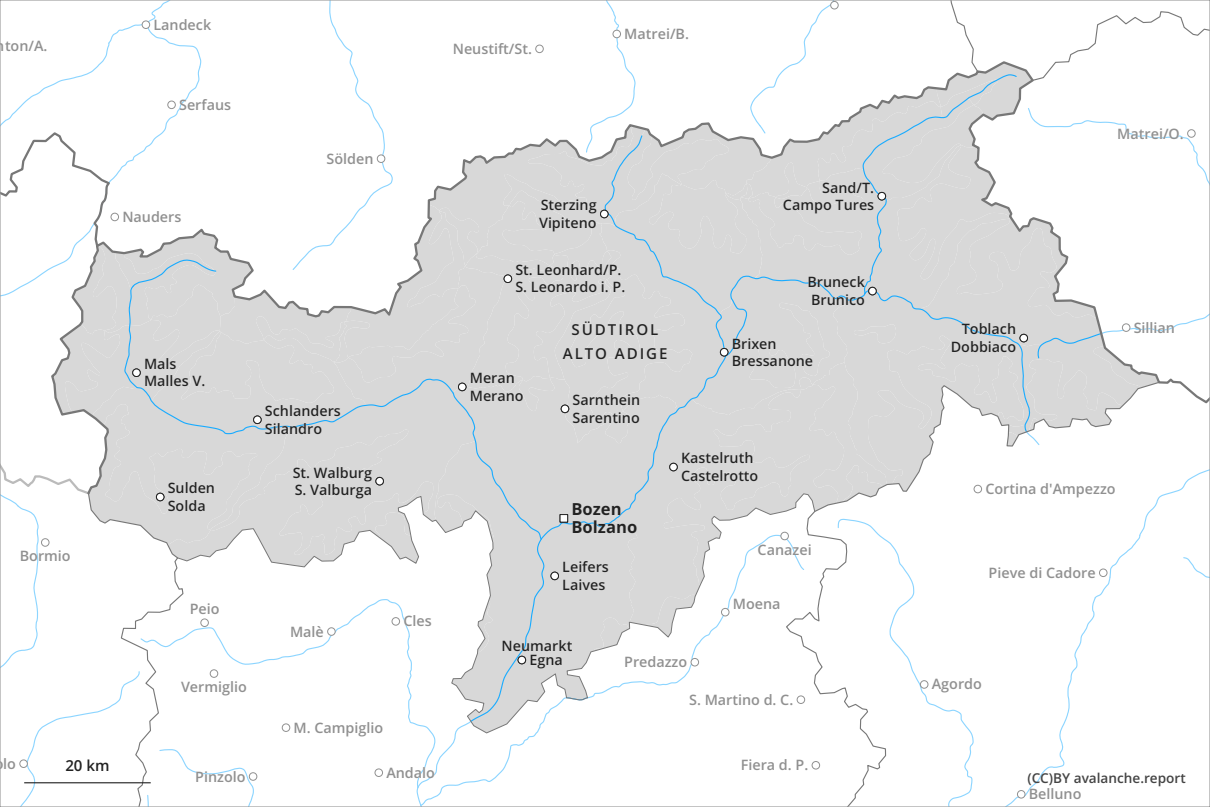 Landeck
Matrei/B.
nton/A.
Neustift/St.
Serfaus
Matrei/O.
Sölden
Sand/T.
Campo Tures
Nauders
Sterzing
Vipiteno
St. Leonhard/P.
S. Leonardo i. P.
Bruneck
Brunico
SÜDTIROL
ALTO ADIGE
Toblach
Dobbiaco
Sillian
Brixen
Bressanone
Mals
Malles V.
Meran
Merano
Sarnthein
Sarentino
Schlanders
Silandro
Kastelruth
Castelrotto
St. Walburg
S. Valburga
Sulden
Solda
Cortina d'Ampezzo
Bozen
Bolzano
Bormio
Canazei
Leifers
Laives
Pieve di Cadore
Peio
Moena
Malè
Cles
Neumarkt
Egna
Predazzo
Vermiglio
Agordo
S. Martino d. C.
M. Campiglio
olo
20 km
Pinzolo
Andalo
Fiera d. P.
(CC)BY avalanche.report
Belluno